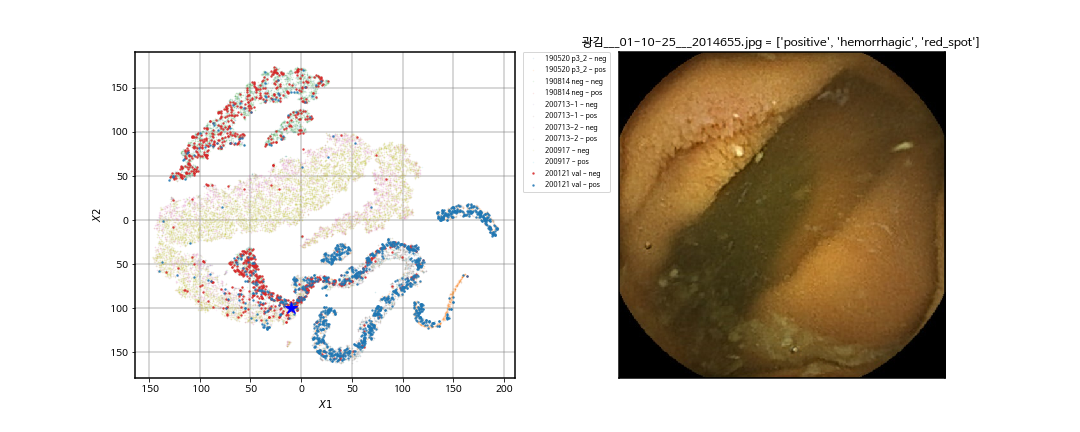 광김___01-10-25___2014655.jpg = ['positive', 'hemorrhagic', 'red_spot']
190520 p3_2 - neg
190520 p3_2 - pos
190814 neg - neg
190814 neg - pos
200713-1 - neg
200713-1 - pos
200713-2 - neg
200713-2 - pos
200917 - neg
200917 - pos
200121 val - neg
200121 val - pos
150
100
50
0
50
100
150
X2
150 100 50 0 50 100 150 200
X1